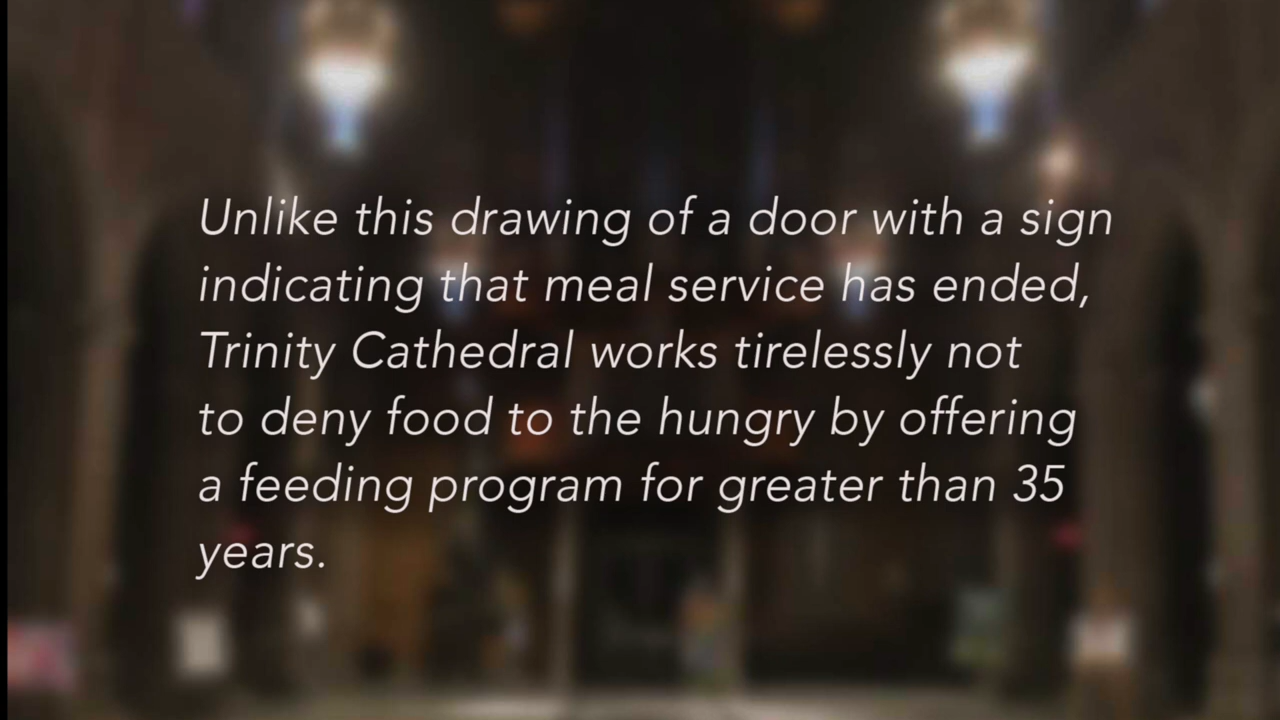 Unlike this drawing of a door with a sign
indicating that meal service has ended,
Trinity Cathedral works tirelessly not
to deny food to the hungry by offering
a feeding program for greater than 35
years.